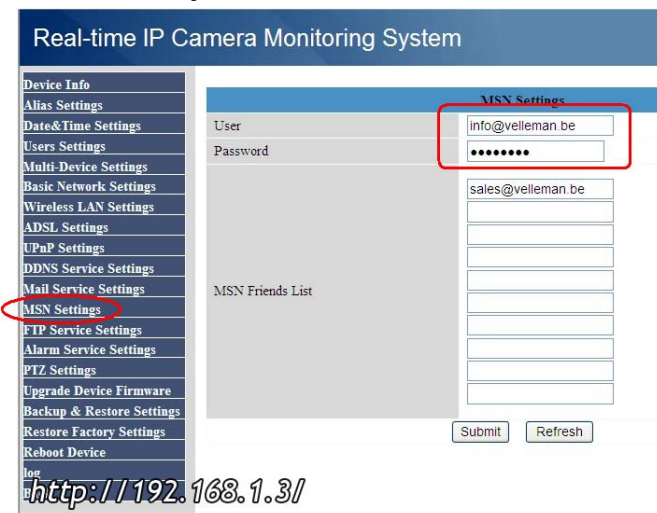 Real-time IP Camera Monitoring System
Device Info
Alias Settings
Date&Time Settings
Users Settings
Multi-Device Settings
Basic Network Settings
Wireless LAN Settings
ADSL Settings
UPnP Settings
DDNS Service Settings
Mail Service Settings
MSN Settings
FTP Service Settings
Alarm Service Settings
PTZ Settings
Upgrade Device Firmware
Backup & Restore Settings
Restore Factory Settings
Reboot Device
log
MSN Settings
User info@velleman.be
Password ••••••••
MSN Friends List
sales@velleman.be
Submit Refresh
http://192.168.1.3/